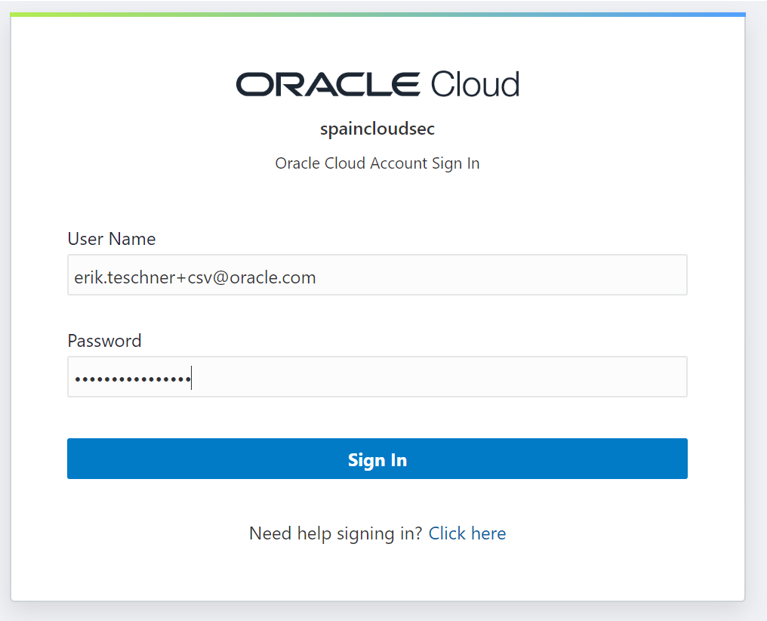 ORACLE Cloud
spaincloudsec
Oracle Cloud Account Sign In
User Name
erik.teschner+csv@oracle.com
Password
••••••••••••••••
Sign In
Need help signing in? Click here